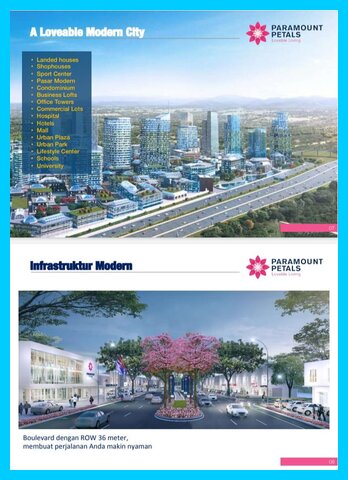 A Loveable Modern City
PARAMOUNT
PETALS
Loveable Living
• Landed houses
• Shophouses
• Sport Center
• Pasar Modern
• Condominium
• Business Lofts
• Office Towers
• Commercial Lots
• Hospital
• Hotels
• Mall
• Urban Plaza
• Urban Park
• Lifestyle Center
• Schools
• University
07
Infrastruktur Modern
PARAMOUNT
PETALS
Loveable Living
Boulevard dengan ROW 36 meter,
membuat perjalanan Anda makin nyaman
08